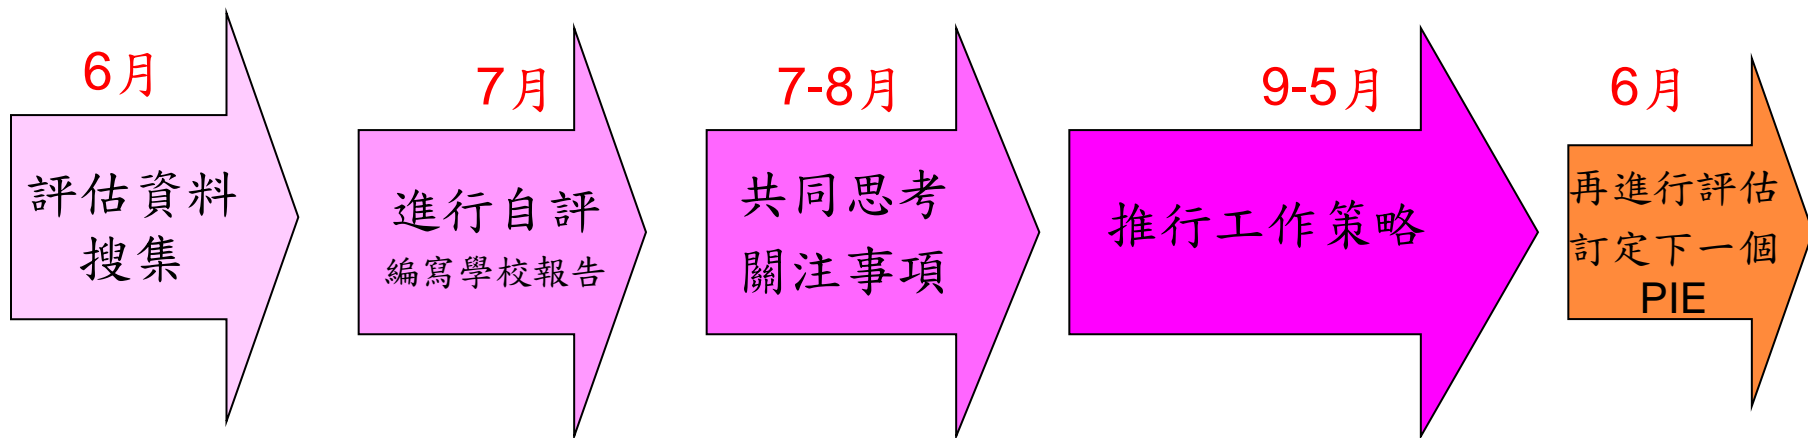 6月
評估資料
搜集
7月
進行自評
編寫學校報告
7-8月
共同思考
關注事項
9-5月
推行工作策略
6月
再進行評估
訂定下一個
PIE